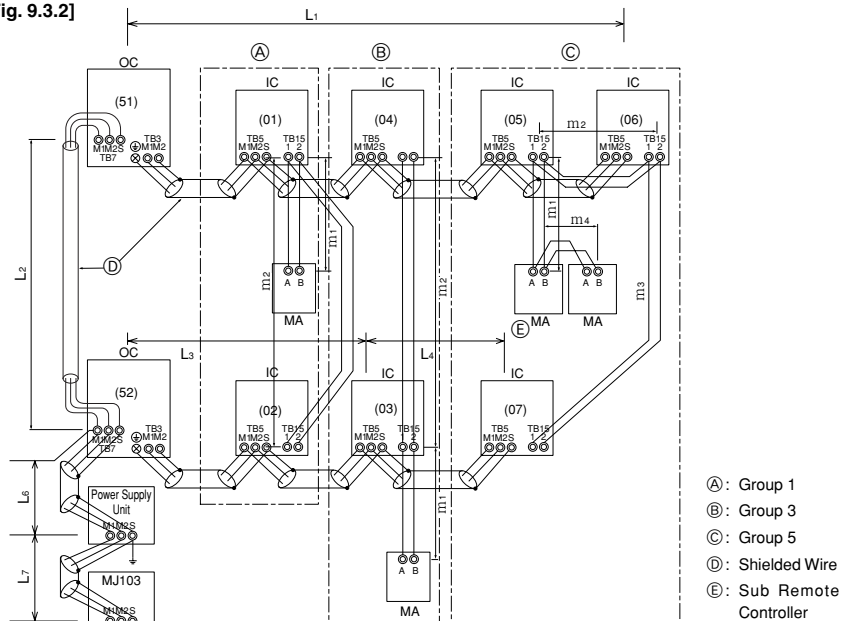 ig. 9.3.2]
L1
Ⓐ Ⓑ Ⓒ
OC IC IC IC IC
(51) (01) (04) (05) (06)
m2
TB3 TB5 TB15 TB5 TB5 TB15 TB5 TB15
M1M2S M1M2 M1M2S 1 2 M1M2S M1M2S 1 2 M1M2S 1 2
TB7
m1 m1
m4
L2 Ⓓ m2 m2 m3
A B A B A B
MA Ⓔ MA MA
L3 L4
OC IC IC IC
(52) (02) (03) (07)
TB3 TB5 TB15 TB5 TB15 TB5 TB15
M1M2S M1M2 M1M2S 1 2 M1M2S 1 2 M1M2S 1 2
TB7
L6
Power Supply
Unit
M1M2S
m1
L7
MJ103
M1M2S
A B
MA
Ⓐ: Group 1
Ⓑ: Group 3
Ⓒ: Group 5
Ⓓ: Shielded Wire
Ⓔ: Sub Remote
Controller